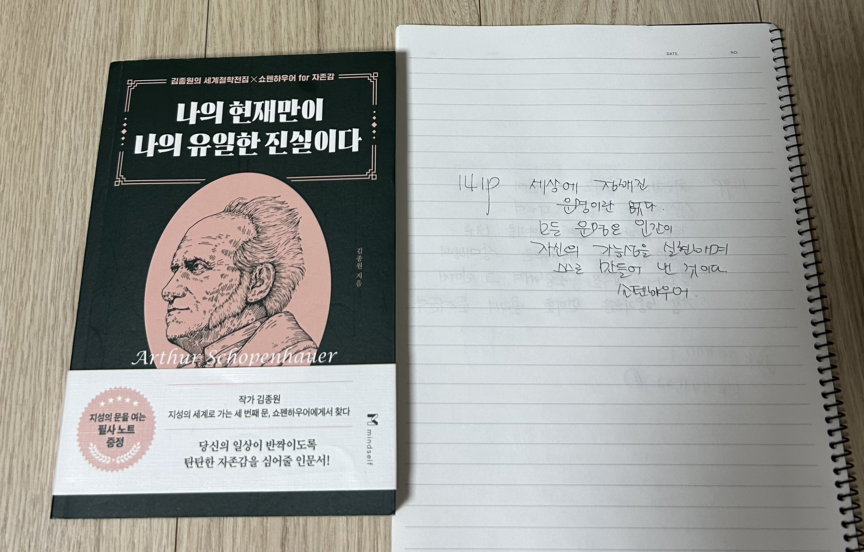 김종원의 세계철학전집×쇼펜하우어 for 자존감
나의 현재만이
나의 유일한 진실이다
김종원 지음
Arthur Schopenhauer
지성의 문을 여는
필사 노트
증정
작가 김종원
지성의 세계로 가는 세 번째 문, 쇼펜하우어에게서 찾다
당신의 일상이 반짝이도록
탄탄한 자존감을 심어줄 인문서!
mindself
DATE
NO.
141p 세상에 정해진
운명이란 없다.
모든 운명은 인간이
자신의 가능성을 실현하며
스스로 만들어 낸 것이다
쇼펜하우어.